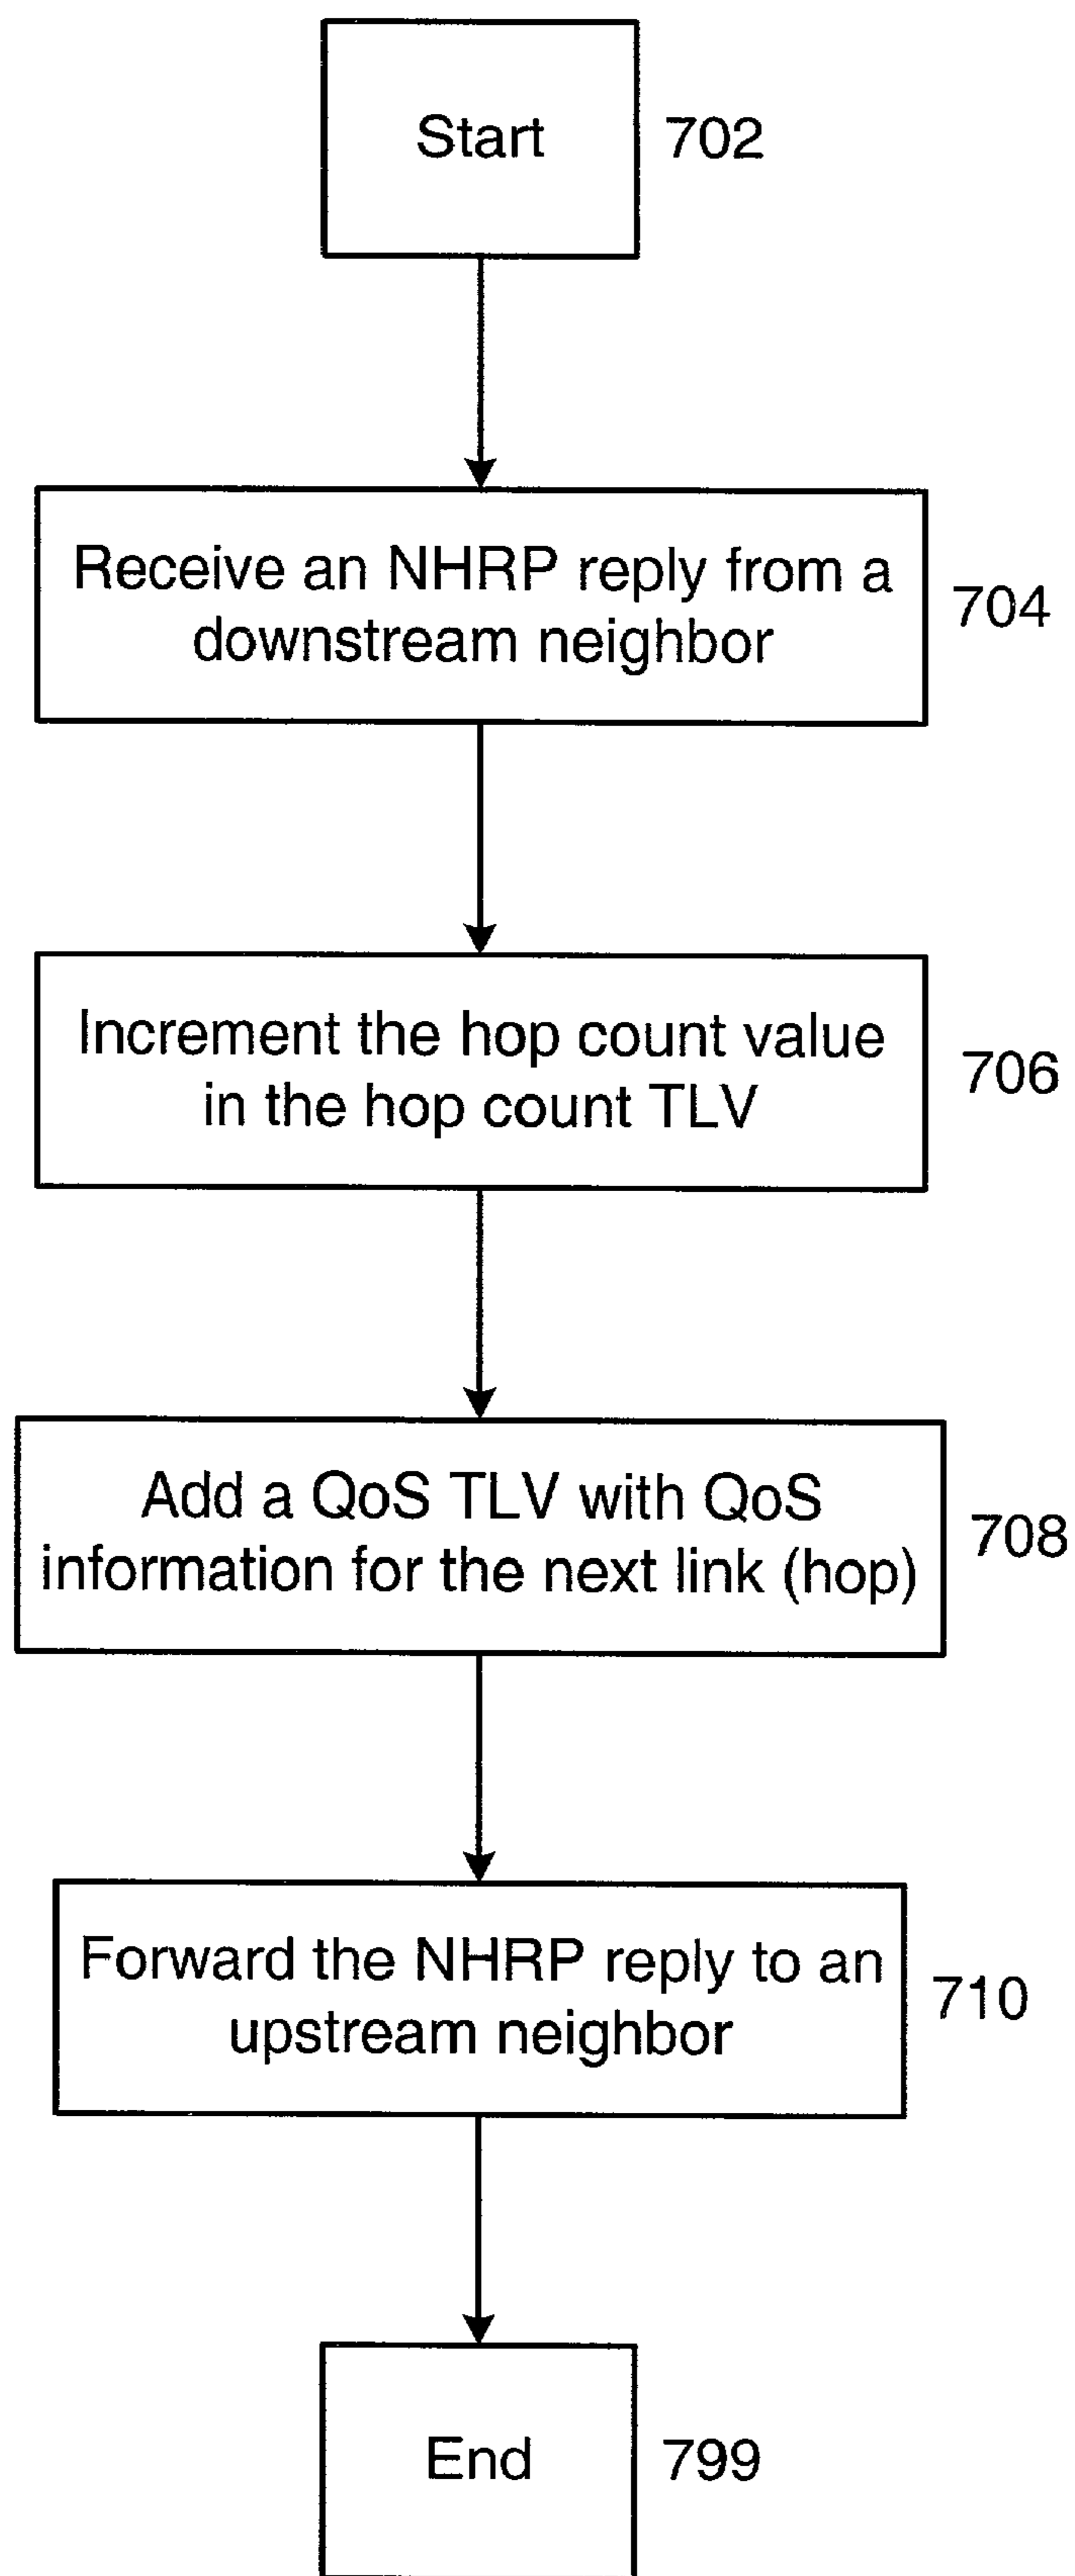 Start
702
Receive an NHRP reply from a
downstream neighbor
704
Increment the hop count value
in the hop count TLV
706
Add a QoS TLV with QoS
information for the next link (hop)
708
Forward the NHRP reply to an
upstream neighbor
710
End
799